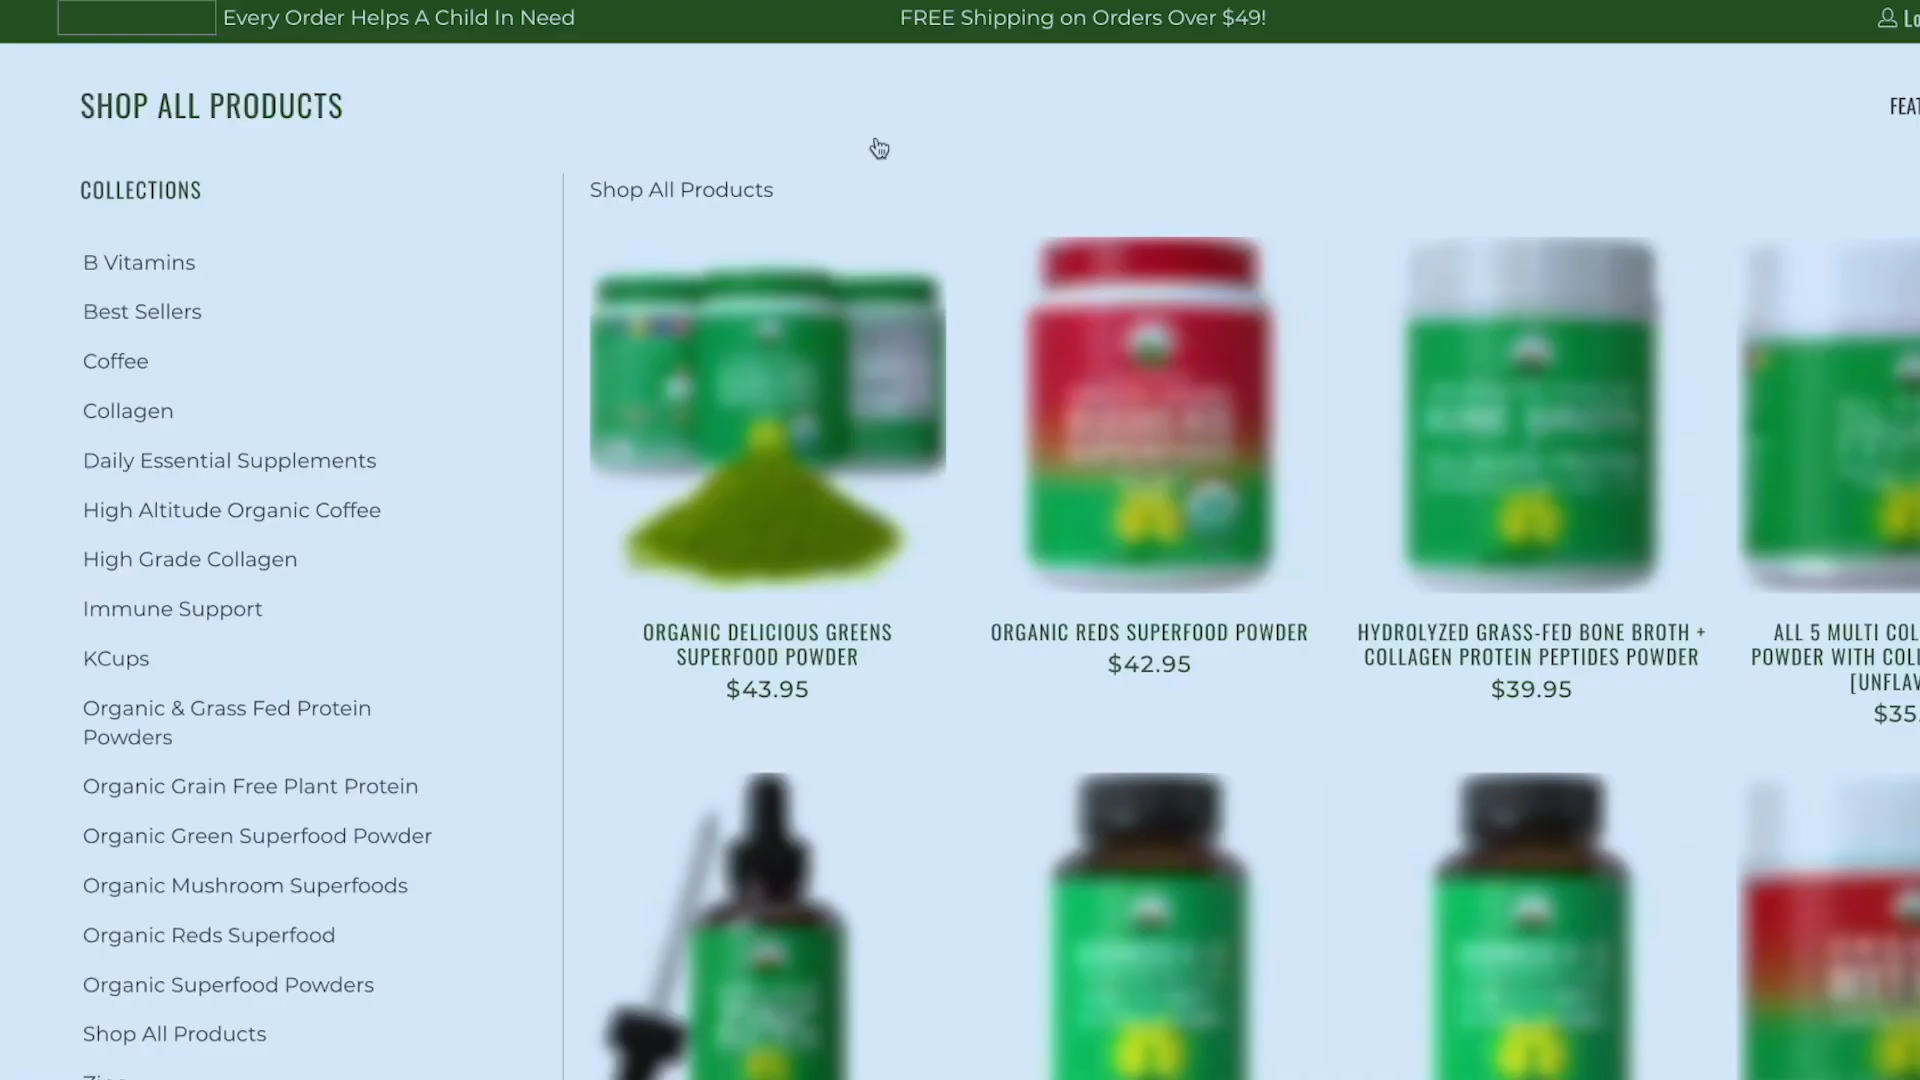 Every Order Helps A Child In Need
FREE Shipping on Orders Over $49!
SHOP ALL PRODUCTS
COLLECTIONS
Shop All Products
B Vitamins
Best Sellers
Coffee
Collagen
Daily Essential Supplements
High Altitude Organic Coffee
High Grade Collagen
Immune Support
KCups
Organic & Grass Fed Protein
Powders
Organic Grain Free Plant Protein
Organic Green Superfood Powder
Organic Mushroom Superfoods
Organic Reds Superfood
Organic Superfood Powders
Shop All Products
ORGANIC DELICIOUS GREENS
SUPERFOOD POWDER
$43.95
ORGANIC REDS SUPERFOOD POWDER
$42.95
HYDROLYZED GRASS-FED BONE BROTH +
COLLAGEN PROTEIN PEPTIDES POWDER
$39.95
ALL 5 MULTI COL
POWDER WITH COLL
[UNFLAV
$35.